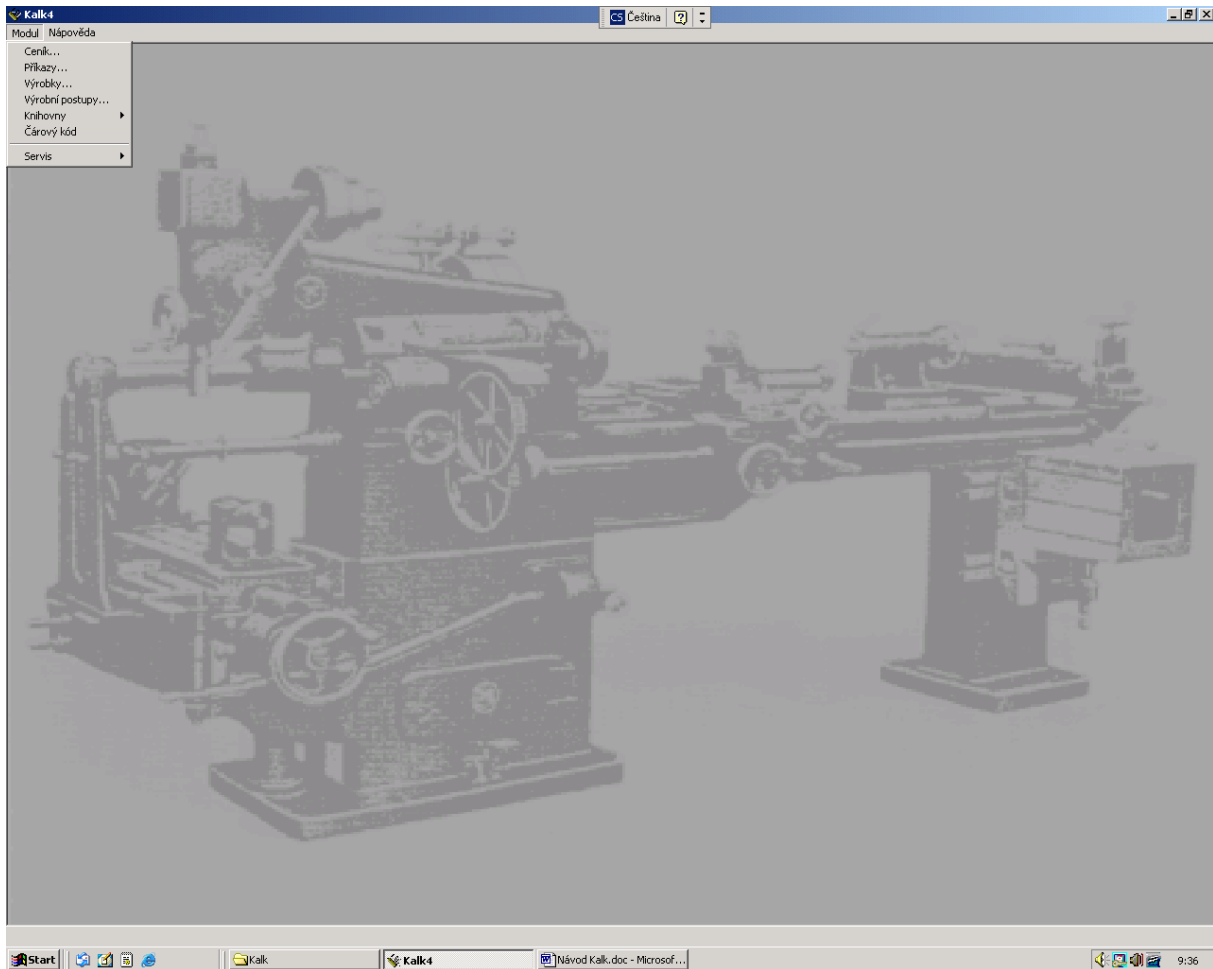 Kalk4
CS Čeština
Modul Nápověda
Ceník...
Příkazy...
Výrobky...
Výrobní postupy...
Knihovny
Čárový kód
Servis
Start Kalk Kalk4 Návod Kalk.doc - Microsof... 9:36